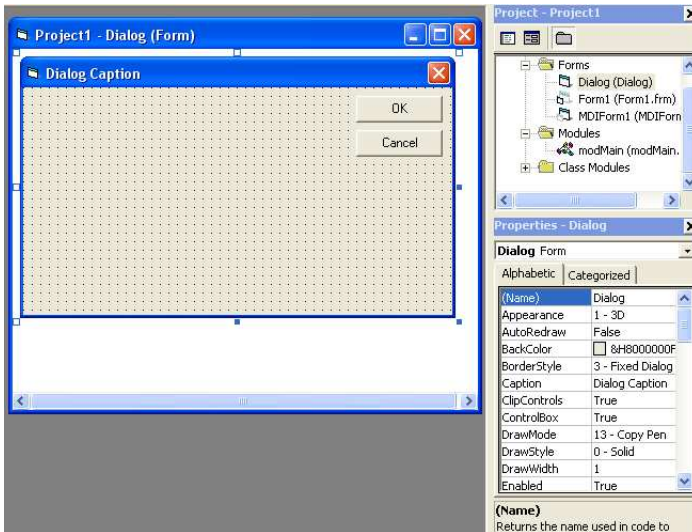 Project1 - Dialog (Form)
Dialog Caption
OK
Cancel
Project - Project1
Forms
Dialog (Dialog)
Form1 (Form1.frm)
MDIForm1 (MDIForn
Modules
modMain (modMain.
Class Modules
Properties - Dialog
Dialog Form
Alphabetic Categorized
(Name) Dialog
Appearance 1 - 3D
AutoRedraw False
BackColor &H8000000F
BorderStyle 3 - Fixed Dialog
Caption Dialog Caption
ClipControls True
ControlBox True
DrawMode 13 - Copy Pen
DrawStyle 0 - Solid
DrawWidth 1
Enabled True
(Name)
Returns the name used in code to